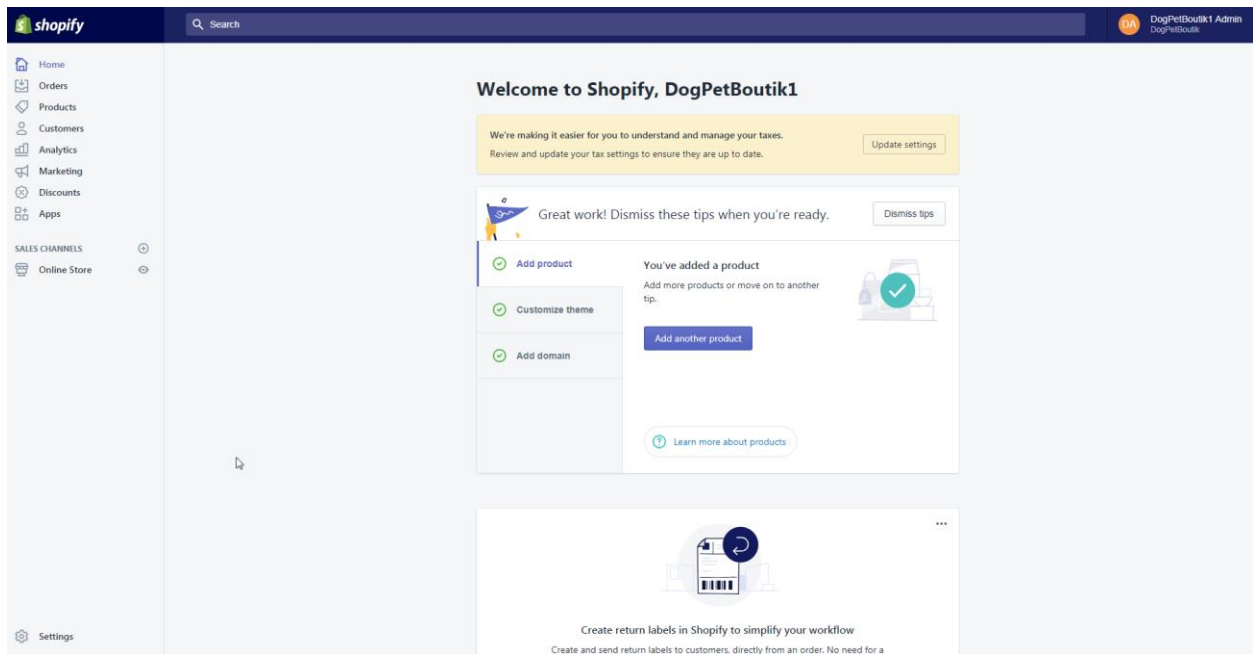 shopify
Search
DA
DogPetBoutik1 Admin
DogPetBoutik
Home
Orders
Products
Customers
Analytics
Marketing
Discounts
Apps
SALES CHANNELS
Online Store
Settings
Welcome to Shopify, DogPetBoutik1
We're making it easier for you to understand and manage your taxes.
Review and update your tax settings to ensure they are up to date.
Update settings
Great work! Dismiss these tips when you're ready.
Dismiss tips
Add product
Customize theme
Add domain
You've added a product
Add more products or move on to another
tip.
Add another product
Learn more about products
Create return labels in Shopify to simplify your workflow
Create and send return labels to customers, directly from an order. No need for a